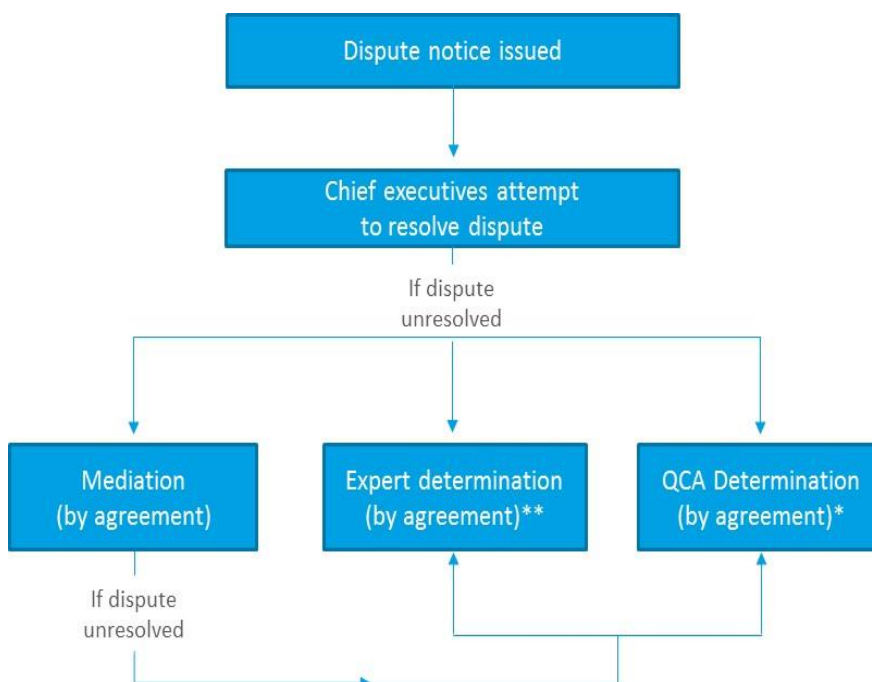 Dispute notice issued
Chief executives attempt
to resolve dispute
If dispute
unresolved
Mediation
(by agreement)
Expert determination
(by agreement)**
QCA Determination
(by agreement)*
If dispute
unresolved